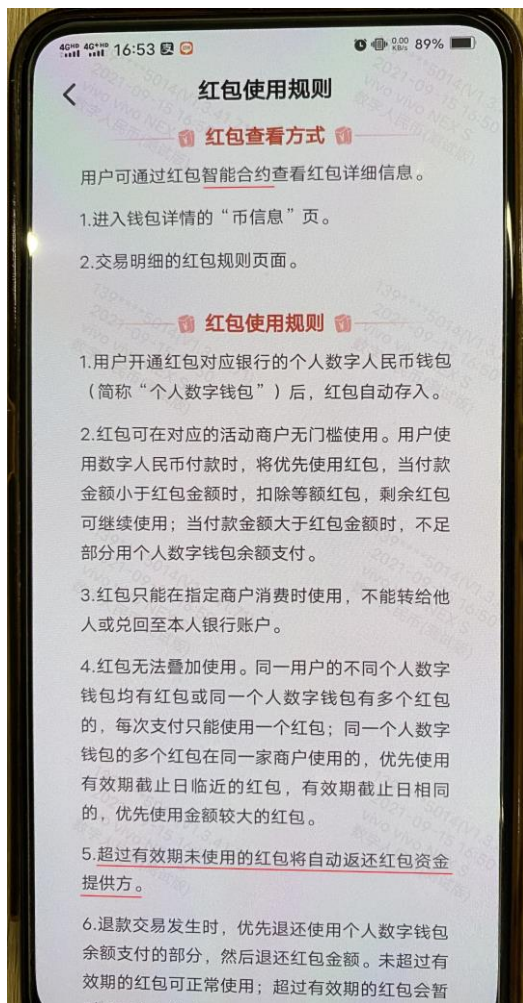 4GHD 4G+HD 16:53 0.00 KB/s 89%
红包使用规则
红包查看方式
用户可通过红包智能合约查看红包详细信息。
1.进入钱包详情的“币信息”页。
2.交易明细的红包规则页面。
红包使用规则
1.用户开通红包对应银行的个人数字人民币钱包
(简称“个人数字钱包”)后,红包自动存入。
2.红包可在对应的活动商户无门槛使用。用户使
用数字人民币付款时,将优先使用红包,当付款
金额小于红包金额时,扣除等额红包,剩余红包
可继续使用;当付款金额大于红包金额时,不足
部分用个人数字钱包余额支付。
3.红包只能在指定商户消费时使用,不能转给他
人或兑回至本人银行账户。
4.红包无法叠加使用。同一用户的不同个人数字
钱包均有红包或同一个人数字钱包有多个红包
的,每次支付只能使用一个红包;同一个人数字
钱包的多个红包在同一家商户使用的,优先使用
有效期截止日临近的红包,有效期截止日相同
的,优先使用金额较大的红包。
5.超过有效期未使用的红包将自动返还红包资金
提供方。
6.退款交易发生时,优先退还使用个人数字钱包
余额支付的部分,然后退还红包金额。未超过有
效期的红包可正常使用;超过有效期的红包会暂